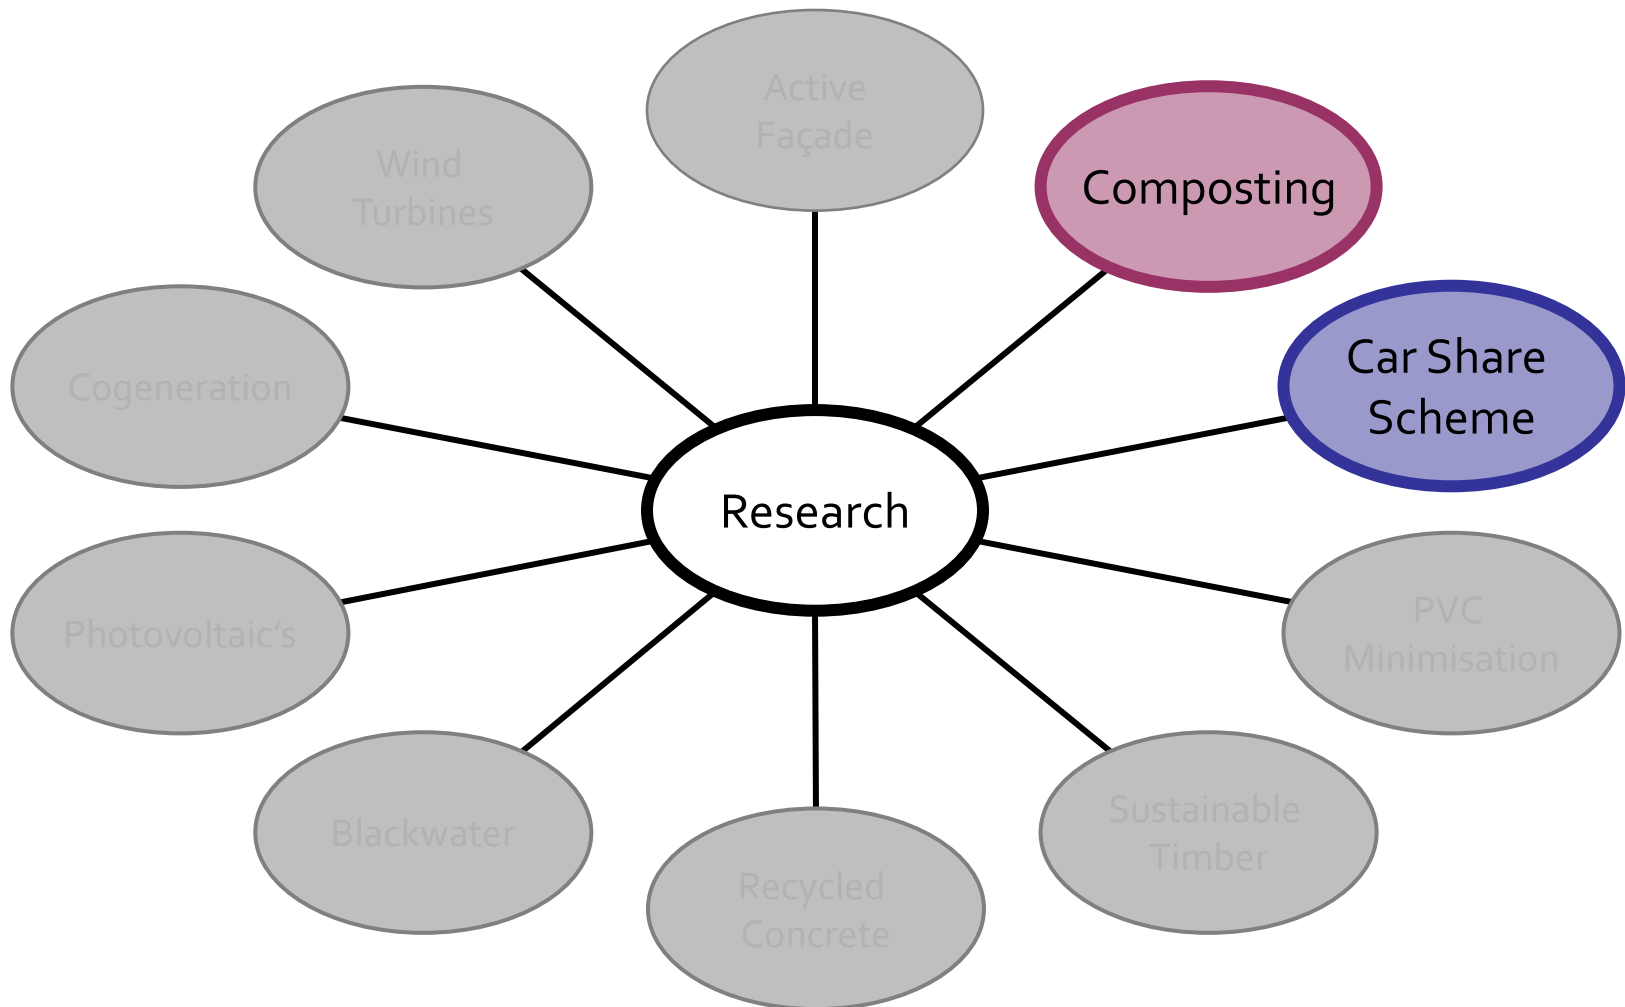 Active
Façade
Composting
Wind
Turbines
Car Share
Scheme
Cogeneration
Research
PVC
Minimisation
Photovoltaic’s
Sustainable
Timber
Blackwater
Recycled
Concrete